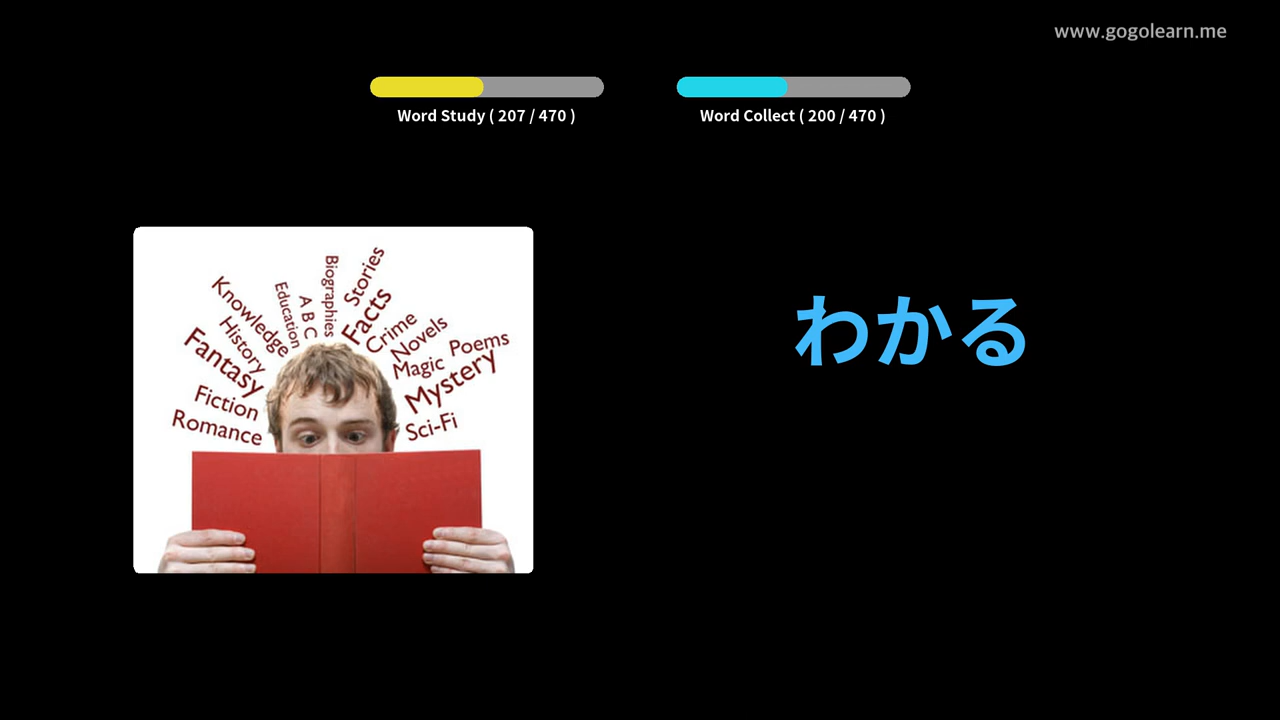 www.gogolearn.me
Word Study ( 207 / 470 )
Word Collect ( 200 / 470 )
Biographies
Stories
Education
A B C
Facts
Knowledge
History
Crime
Novels
Poems
Fantasy
Magic
Mystery
Fiction
Romance
Sci-Fi
わかる